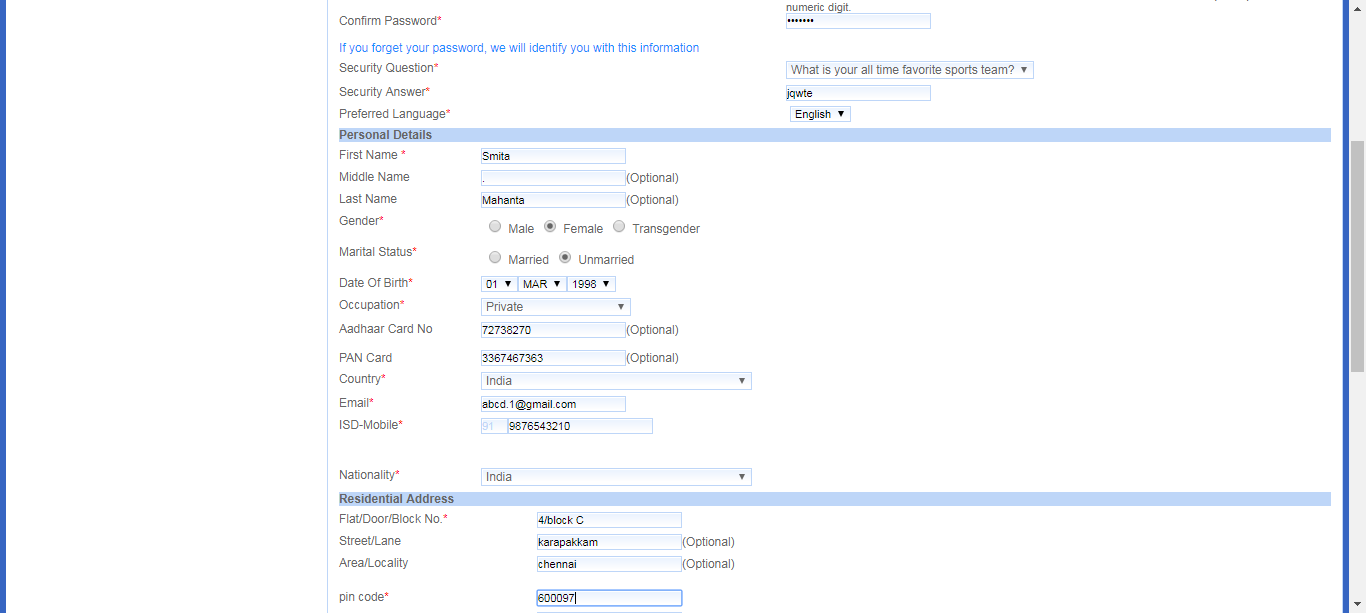 numeric digit.
Confirm Password* •••••••
If you forget your password, we will identify you with this information
Security Question* What is your all time favorite sports team?
Security Answer* jqwte
Preferred Language* English
Personal Details
First Name * Smita
Middle Name . (Optional)
Last Name Mahanta (Optional)
Gender* Male Female Transgender
Marital Status* Married Unmarried
Date Of Birth* 01 MAR 1998
Occupation* Private
Aadhaar Card No 72738270 (Optional)
PAN Card 3367467363 (Optional)
Country* India
Email* abcd.1@gmail.com
ISD-Mobile* 91 9876543210
Nationality* India
Residential Address
Flat/Door/Block No.* 4/block C
Street/Lane karapakkam (Optional)
Area/Locality chennai (Optional)
pin code* 600097